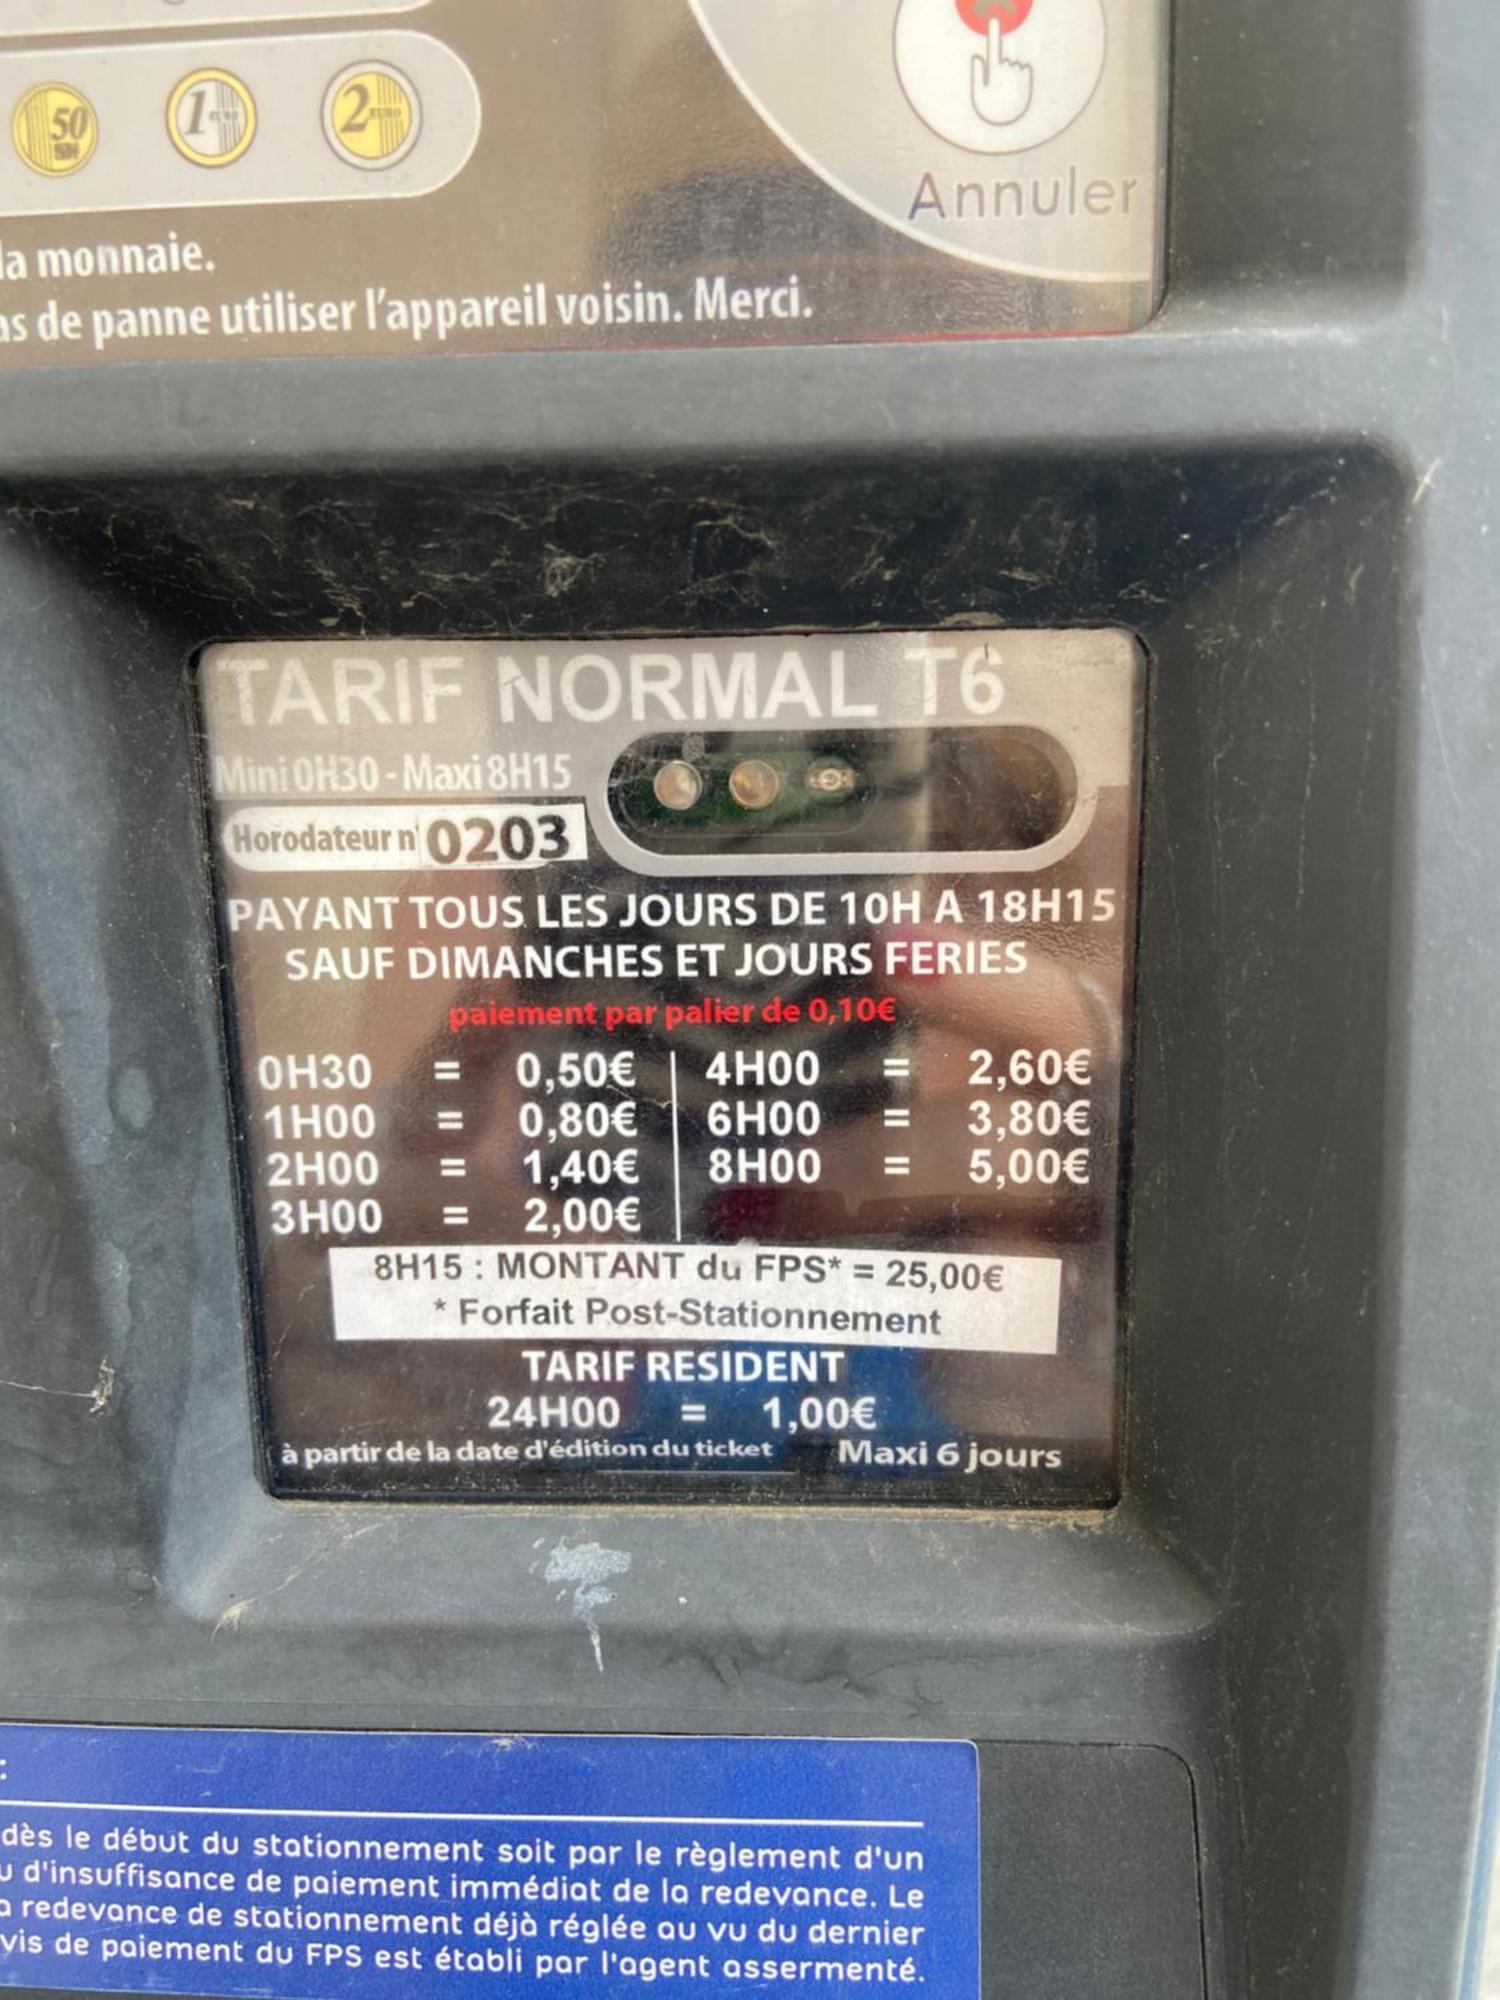 50
1 EURO
2 EURO
Annuler
la monnaie.
as de panne utiliser l'appareil voisin. Merci.
TARIF NORMAL T6
Mini 0H30 - Maxi 8H15
Horodateur n° 0203
PAYANT TOUS LES JOURS DE 10H A 18H15
SAUF DIMANCHES ET JOURS FERIES
paiement par palier de 0,10€
0H30 = 0,50€ 4H00 = 2,60€
1H00 = 0,80€ 6H00 = 3,80€
2H00 = 1,40€ 8H00 = 5,00€
3H00 = 2,00€
8H15 : MONTANT du FPS* = 25,00€
* Forfait Post-Stationnement
TARIF RESIDENT
24H00 = 1,00€
à partir de la date d'édition du ticket Maxi 6 jours
:
dès le début du stationnement soit par le règlement d'un
u d'insuffisance de paiement immédiat de la redevance. Le
a redevance de stationnement déjà réglée au vu du dernier
vis de paiement du FPS est établi par l'agent assermenté.